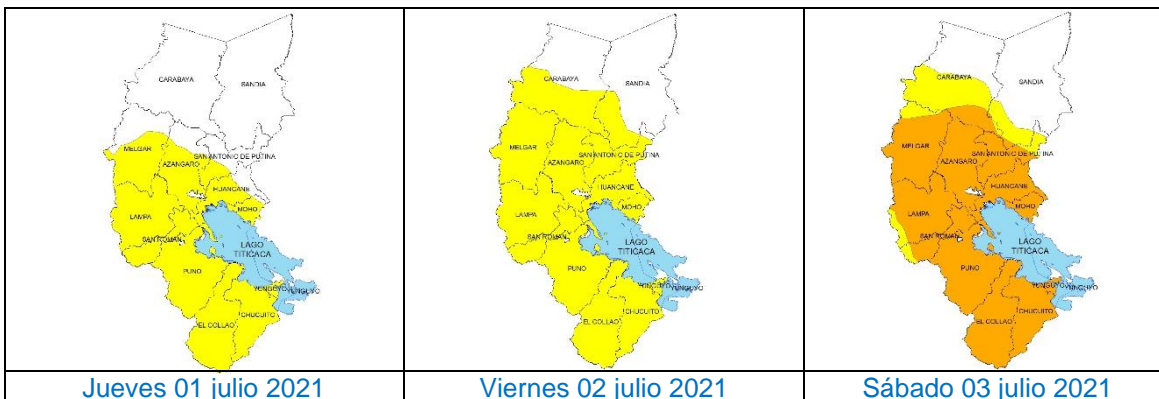 CARABAYA
SANDIA
MELGAR
AZANGARO
SAN ANTONIO DE PUTINA
HUANCANE
MOHO
LAMPA
SAN ROMAN
LAGO
TITICACA
PUNO
YUNGUYO
YUNGUYO
CHUCUITO
EL COLLAO
Jueves 01 julio 2021
CARABAYA
SANDIA
MELGAR
AZANGARO
SAN ANTONIO DE PUTINA
HUANCANE
MOHO
LAMPA
SAN ROMAN
LAGO
TITICACA
PUNO
YUNGUYO
CHUCUITO
EL COLLAO
Viernes 02 julio 2021
CARABAYA
SANDIA
MELGAR
AZANGARO
SAN ANTONIO DE PUTINA
HUANCANE
MOHO
LAMPA
SAN ROMAN
LAGO
TITICACA
PUNO
YUNGUYO
CHUCUITO
EL COLLAO
Sábado 03 julio 2021